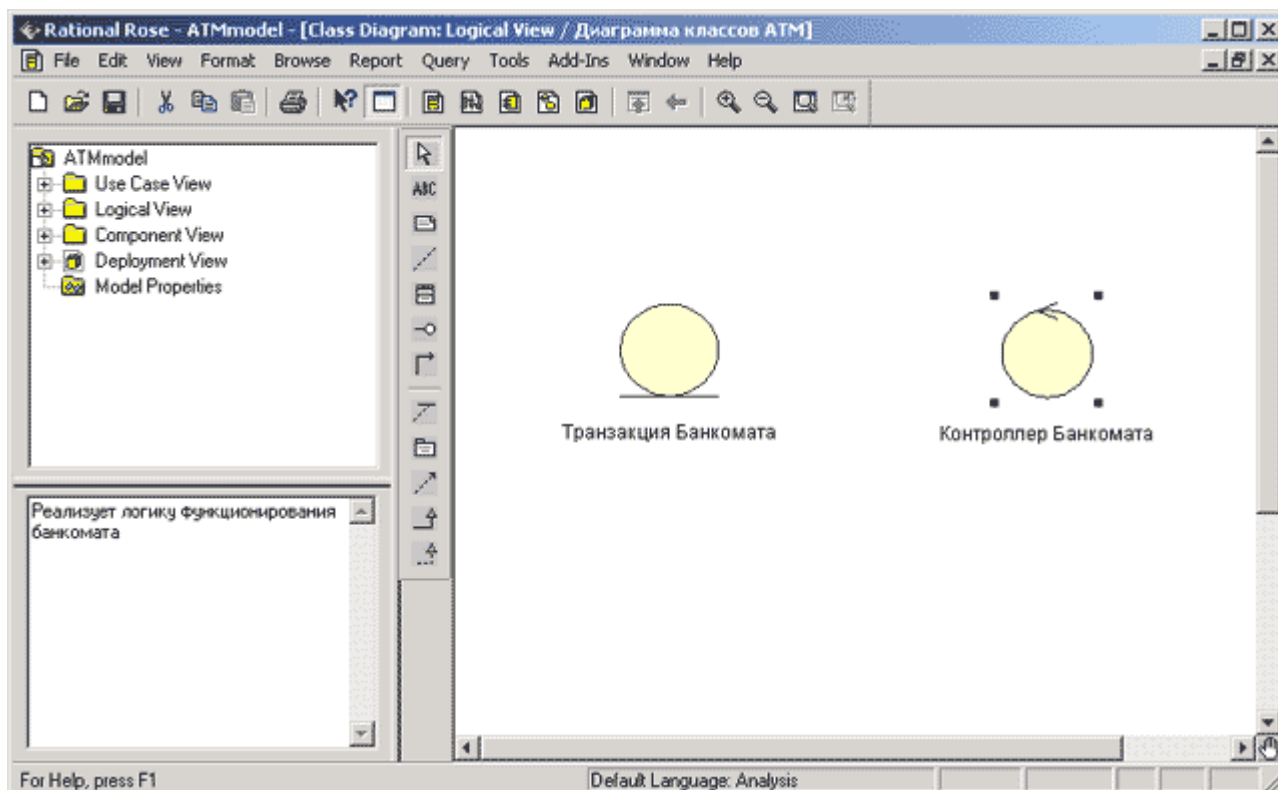 Rational Rose - ATMmodel - [Class Diagram: Logical View / Диаграмма классов ATM]
File Edit View Format Browse Report Query Tools Add-Ins Window Help
ATMmodel
Use Case View
Logical View
Component View
Deployment View
Model Properties
ABC
Транзакция Банкомата
Контроллер Банкомата
Реализует логику функционирования
банкомата
For Help, press F1
Default Language: Analysis